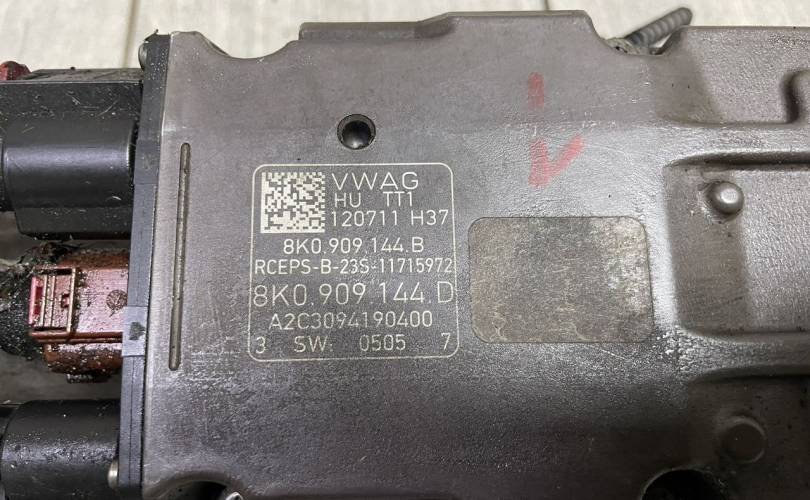 VWAG
HU TT1
120711 H37
8K0.909.144.B
RCEPS-B-23S-11715972
8K0.909 144.D
A2C3094190400
3 SW. 0505 7